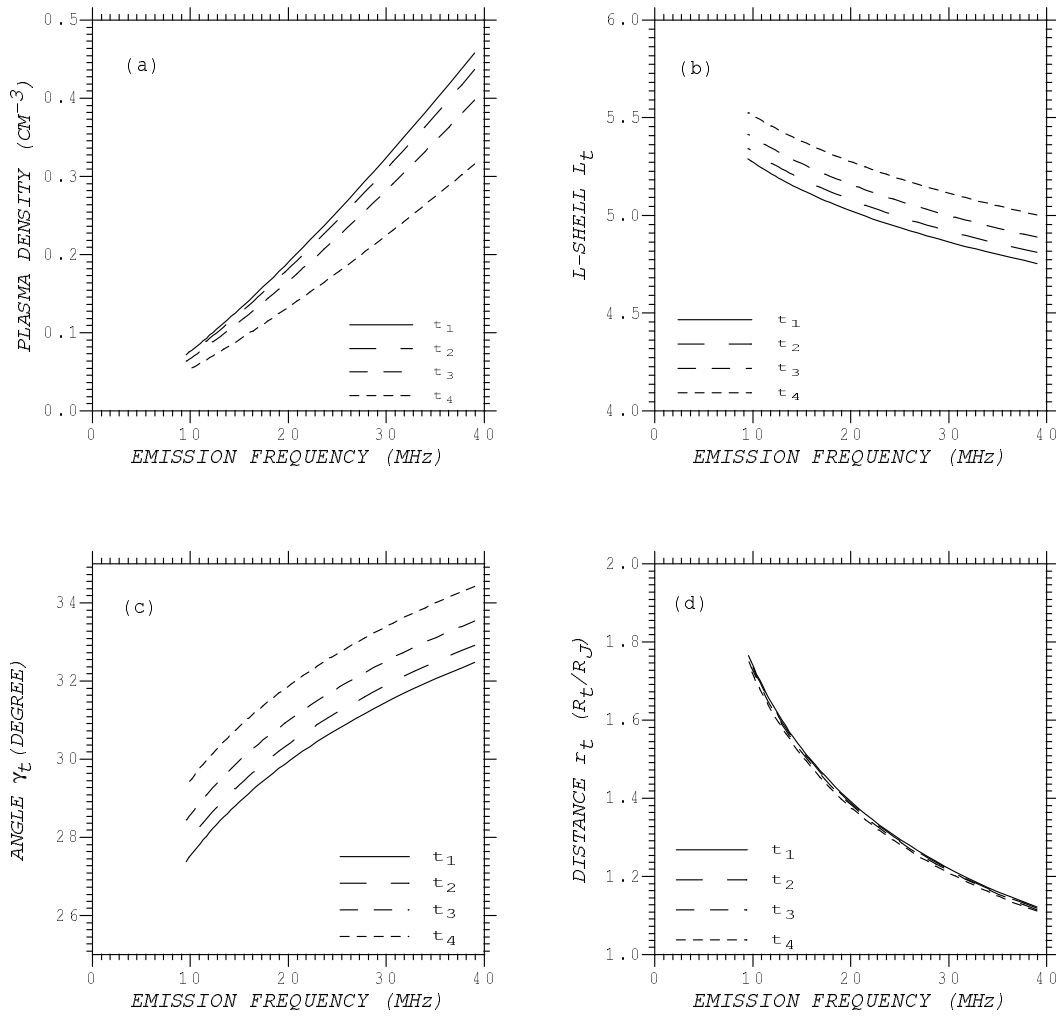 (a)
PLASMA DENSITY (CM⁻³)
0.5
0.4
0.3
0.2
0.1
0.0
t₁
t₂
t₃
t₄
0 10 20 30 40
EMISSION FREQUENCY (MHz)
(b)
L-SHELL Lt
6.0
5.5
5.0
4.5
4.0
t₁
t₂
t₃
t₄
0 10 20 30 40
EMISSION FREQUENCY (MHz)
(c)
ANGLE γt (DEGREE)
34
32
30
28
26
t₁
t₂
t₃
t₄
0 10 20 30 40
EMISSION FREQUENCY (MHz)
(d)
DISTANCE rt (Rt/RJ)
2.0
1.8
1.6
1.4
1.2
1.0
t₁
t₂
t₃
t₄
0 10 20 30 40
EMISSION FREQUENCY (MHz)